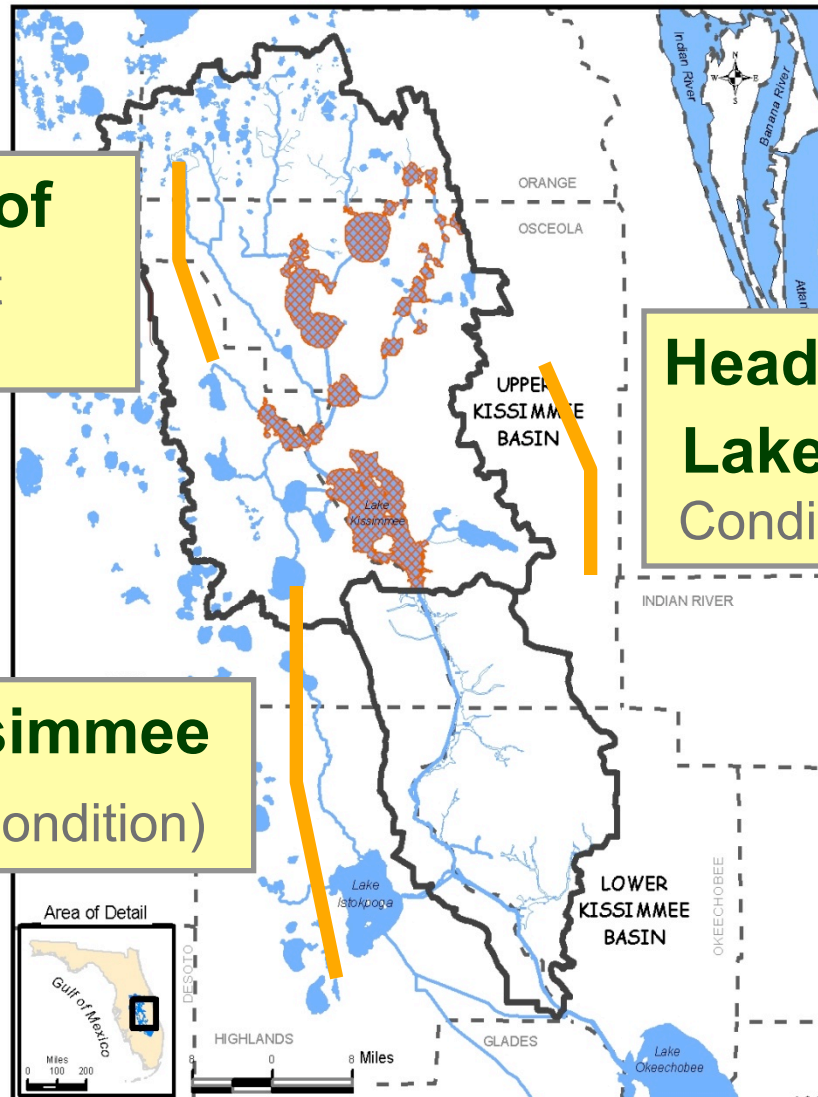 Indian River
N
W
E
S
Banana River
ORANGE
OSCEOLA
of
Head
Lake
Condi
UPPER
KISSIMMEE
BASIN
Lake
Kissimmee
INDIAN RIVER
simmee
ondition)
Lake
Istokpoga
LOWER
KISSIMMEE
BASIN
OKEECHOBEE
Area of Detail
Gulf of Mexico
Miles
0 100 200
DESOTO
HIGHLANDS
GLADES
8 0 8 Miles
Lake
Okeechobee